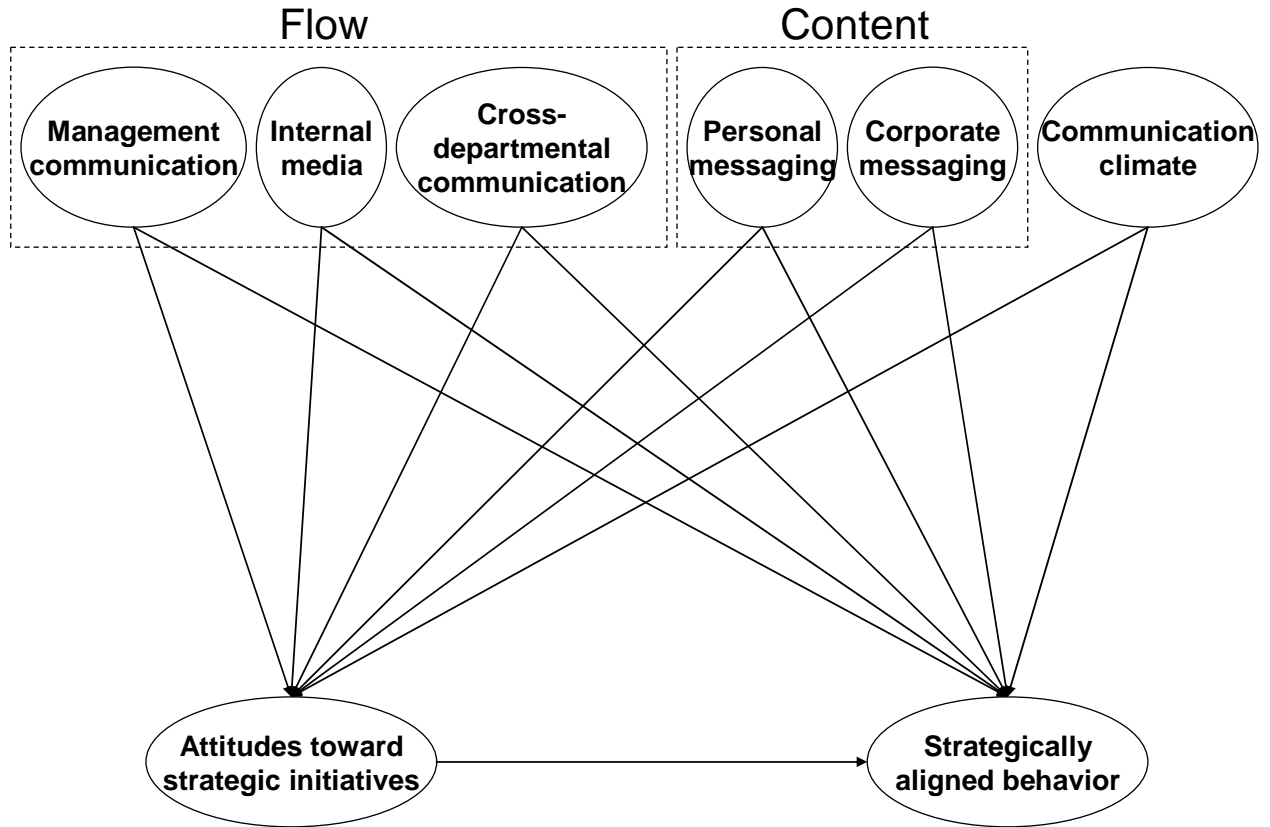 Flow
Content
Management
communication
Internal
media
Cross-
departmental
communication
Personal
messaging
Corporate
messaging
Communication
climate
Attitudes toward
strategic initiatives
Strategically
aligned behavior